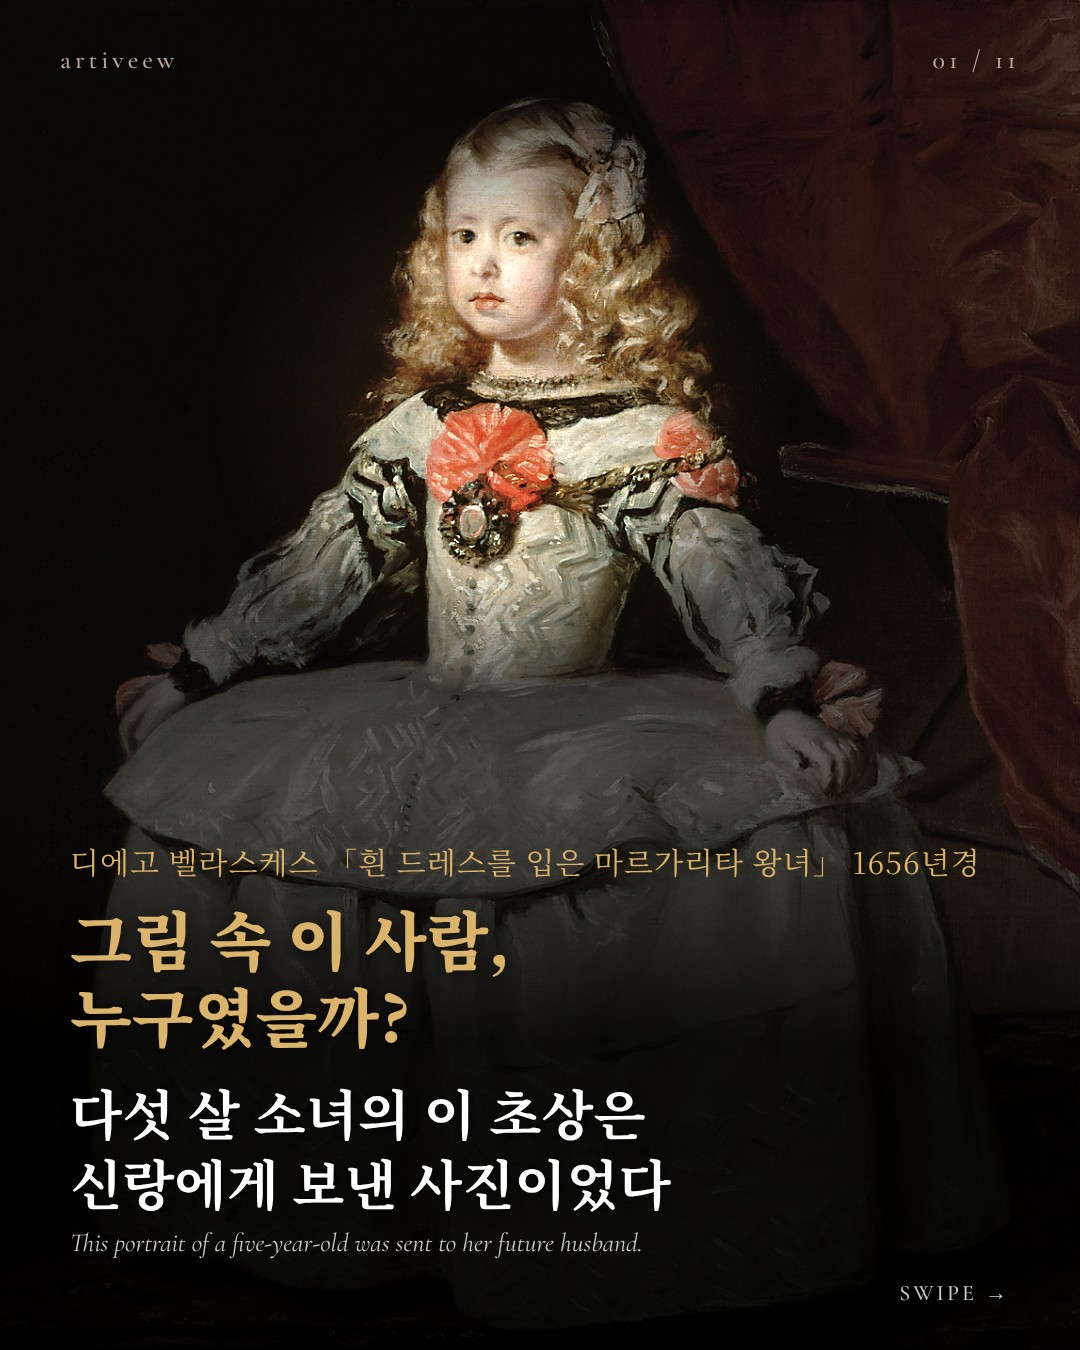 artiveew
01 / 11
디에고 벨라스케스 「흰 드레스를 입은 마르가리타 왕녀」 1656년경
그림 속 이 사람,
누구였을까?
다섯 살 소녀의 이 초상은
신랑에게 보낸 사진이었다
This portrait of a five-year-old was sent to her future husband.
SWIPE →